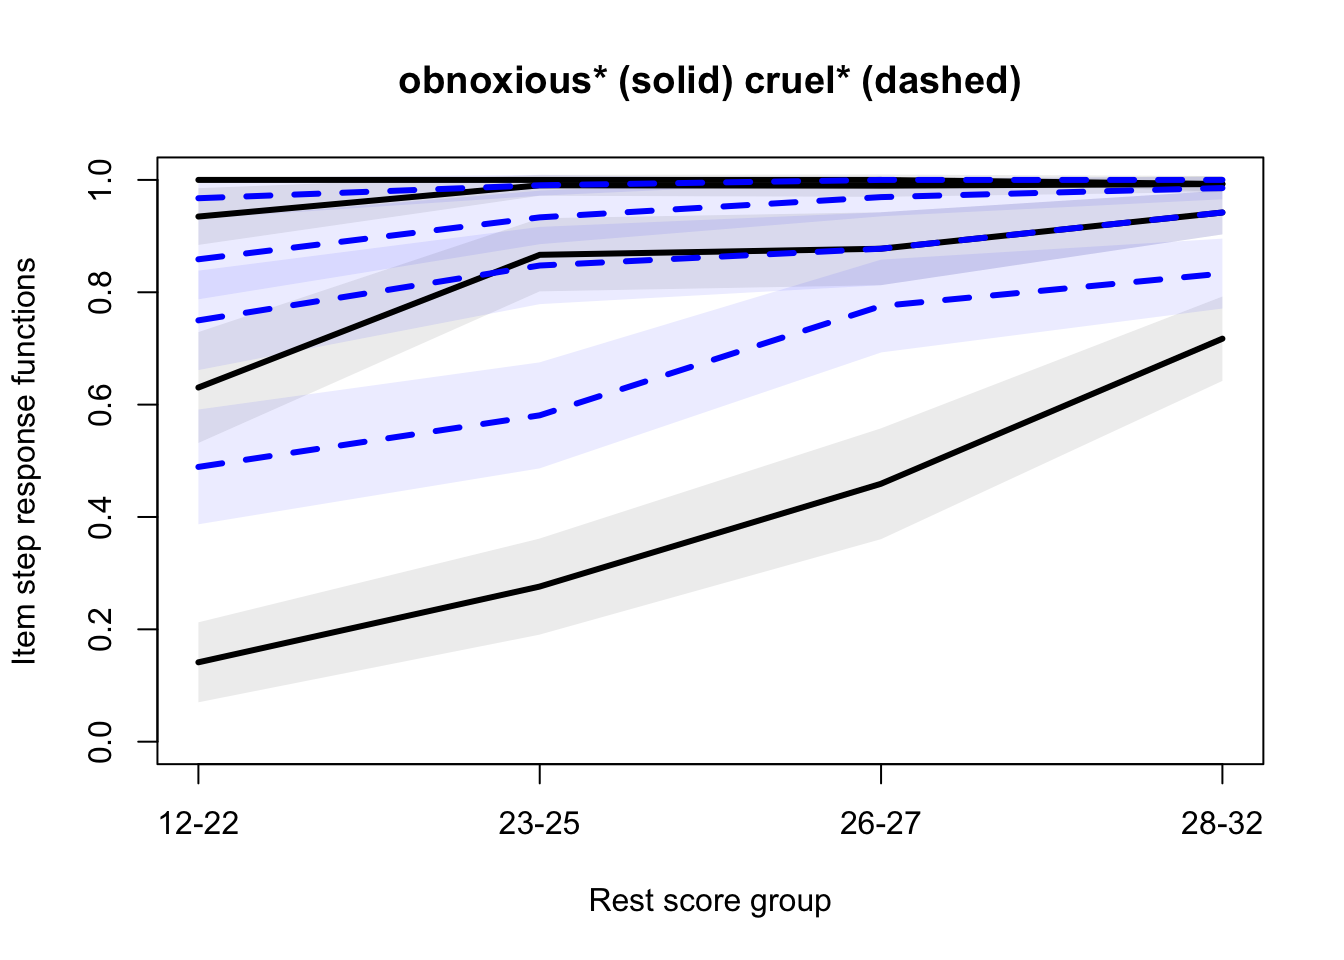 obnoxious* (solid) cruel* (dashed)
Item step response functions
1.0
0.8
0.6
0.4
0.2
0.0
12-22 23-25 26-27 28-32
Rest score group